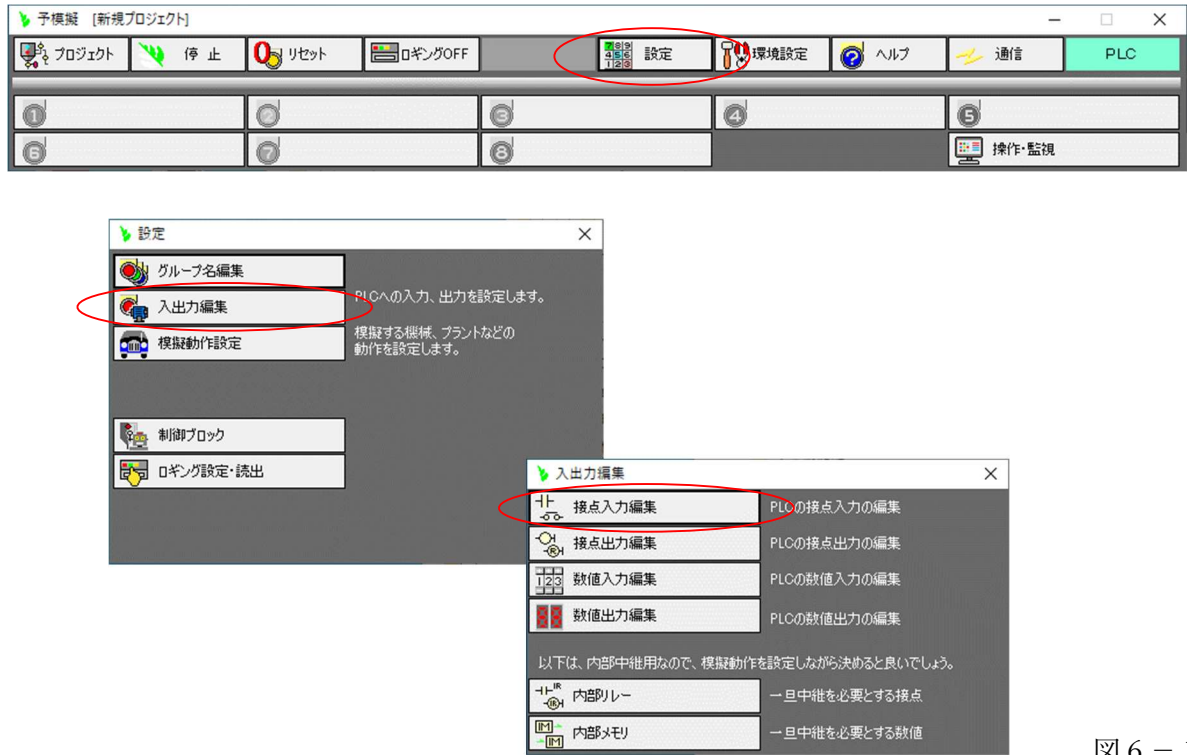 予模擬 [新規プロジェクト]
プロジェクト 停 止 リセット ロギングOFF 設定 環境設定 ヘルプ 通信 PLC
1 2 3 4 5
6 7 8 操作・監視
設定
グループ名編集
入出力編集 PLCへの入力、出力を設定します。
模擬動作設定 模擬する機械、プラントなどの
動作を設定します。
制御ブロック
ロギング設定・読出
入出力編集
接点入力編集 PLCの接点入力の編集
接点出力編集 PLCの接点出力の編集
数値入力編集 PLCの数値入力の編集
数値出力編集 PLCの数値出力の編集
以下は、内部中継用なので、模擬動作を設定しながら決めると良いでしょう。
内部リレー 一旦中継を必要とする接点
内部メモリ 一旦中継を必要とする数値
図6－